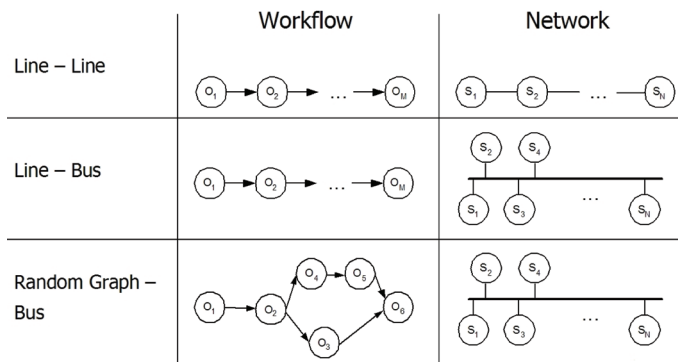 Workflow Network
Line – Line
O1 O2 ... OM
S1 S2 ... SN
Line – Bus
O1 O2 ... OM
S2 S4
S1 S3 ... SN
Random Graph –
Bus
O4 O5
O1 O2 O6
O3
S2 S4
S1 S3 ... SN